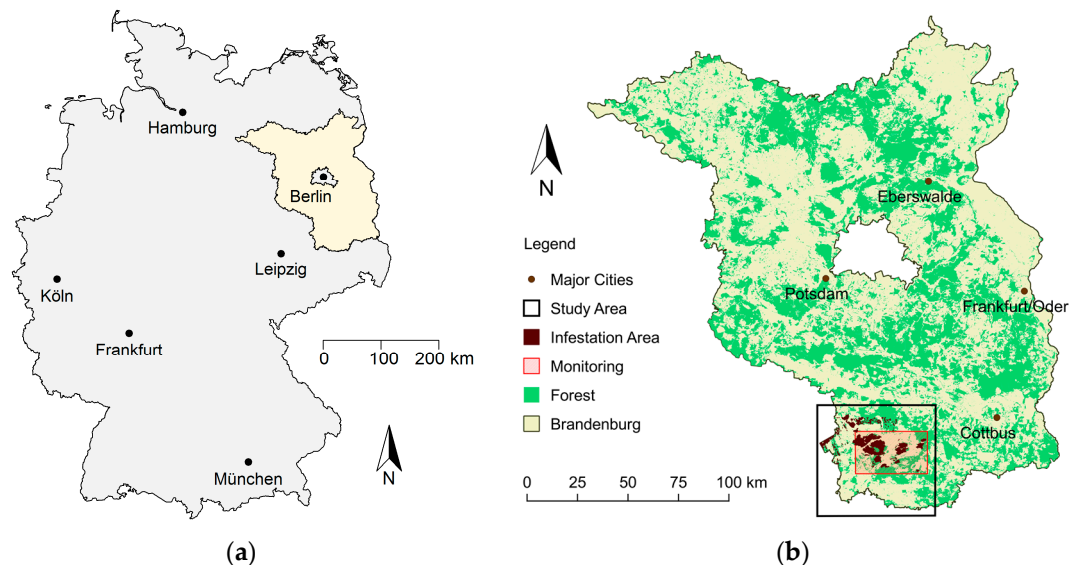 Hamburg
Berlin
Leipzig
Köln
Frankfurt
München
0 100 200 km
N
(a)
N
Legend
Major Cities
Study Area
Infestation Area
Monitoring
Forest
Brandenburg
0 25 50 75 100 km
Eberswalde
Potsdam
Frankfurt/Oder
Cottbus
(b)